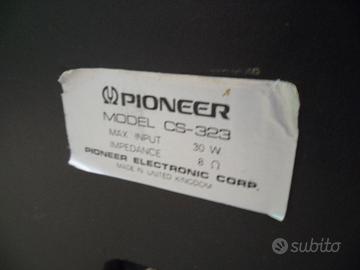 PIONEER
MODEL CS-323
MAX. INPUT 30 W
IMPEDANCE 8 Ω
PIONEER ELECTRONIC CORP.
MADE IN UNITED KINGDOM
subito